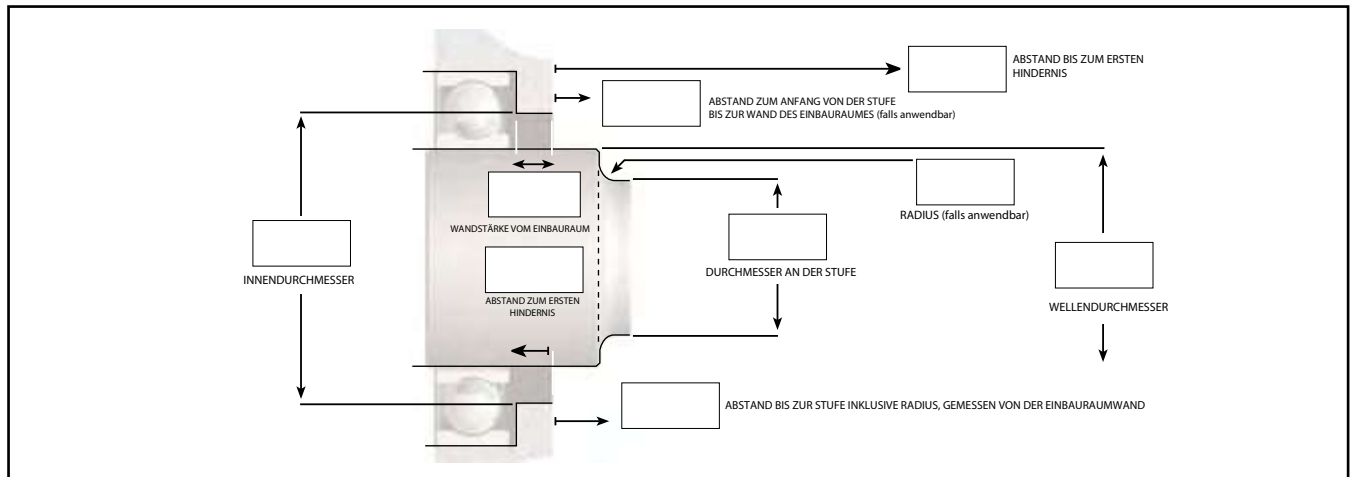 ABSTAND BIS ZUM ERSTEN
HINDERNIS
ABSTAND ZUM ANFANG VON DER STUFE
BIS ZUR WAND DES EINBAURAUMES (falls anwendbar)
RADIUS (falls anwendbar)
WANDSTÄRKE VOM EINBAURAUM
INNENDURCHMESSER
DURCHMESSER AN DER STUFE
WELLENDURCHMESSER
ABSTAND ZUM ERSTEN
HINDERNIS
ABSTAND BIS ZUR STUFE INKLUSIVE RADIUS, GEMESSEN VON DER EINBAURAUMWAND